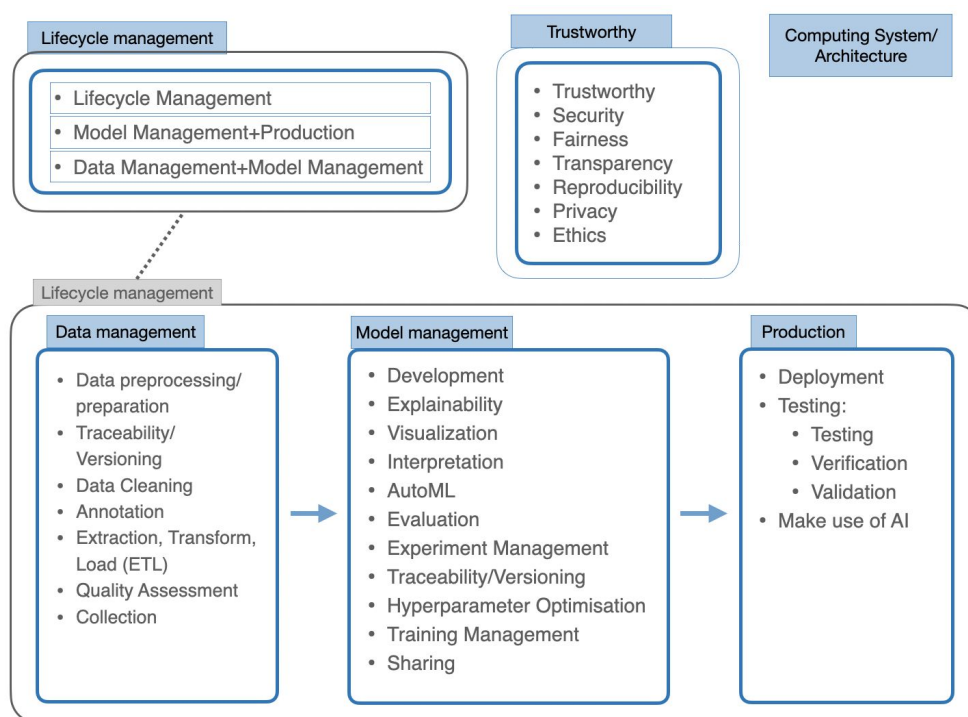 Lifecycle management
• Lifecycle Management
• Model Management+Production
• Data Management+Model Management
Trustworthy
• Trustworthy
• Security
• Fairness
• Transparency
• Reproducibility
• Privacy
• Ethics
Computing System/
Architecture
Lifecycle management
Data management
• Data preprocessing/
preparation
• Traceability/
Versioning
• Data Cleaning
• Annotation
• Extraction, Transform,
Load (ETL)
• Quality Assessment
• Collection
Model management
• Development
• Explainability
• Visualization
• Interpretation
• AutoML
• Evaluation
• Experiment Management
• Traceability/Versioning
• Hyperparameter Optimisation
• Training Management
• Sharing
Production
• Deployment
• Testing:
• Testing
• Verification
• Validation
• Make use of AI